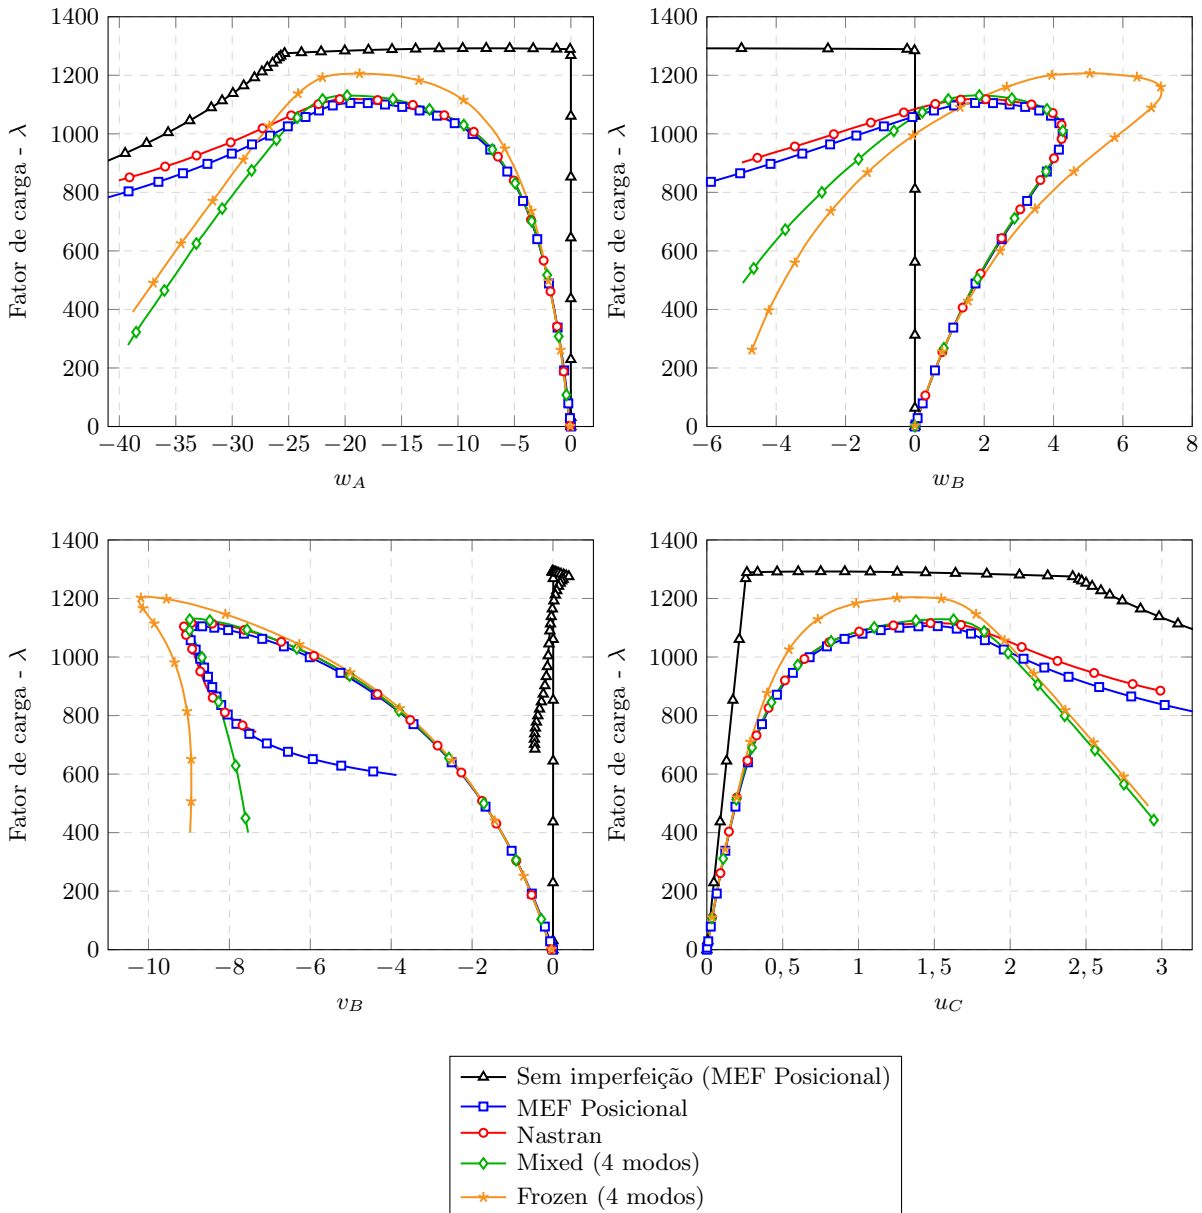 1400
1200
1000
800
600
400
200
0
−40 −35 −30 −25 −20 −15 −10 −5 0
Fator de carga - λ
w_A
1400
1200
1000
800
600
400
200
0
−6 −4 −2 0 2 4 6 8
Fator de carga - λ
w_B
1400
1200
1000
800
600
400
200
0
−10 −8 −6 −4 −2 0
Fator de carga - λ
v_B
1400
1200
1000
800
600
400
200
0
0 0,5 1 1,5 2 2,5 3
Fator de carga - λ
u_C
Sem imperfeição (MEF Posicional)
MEF Posicional
Nastran
Mixed (4 modos)
Frozen (4 modos)